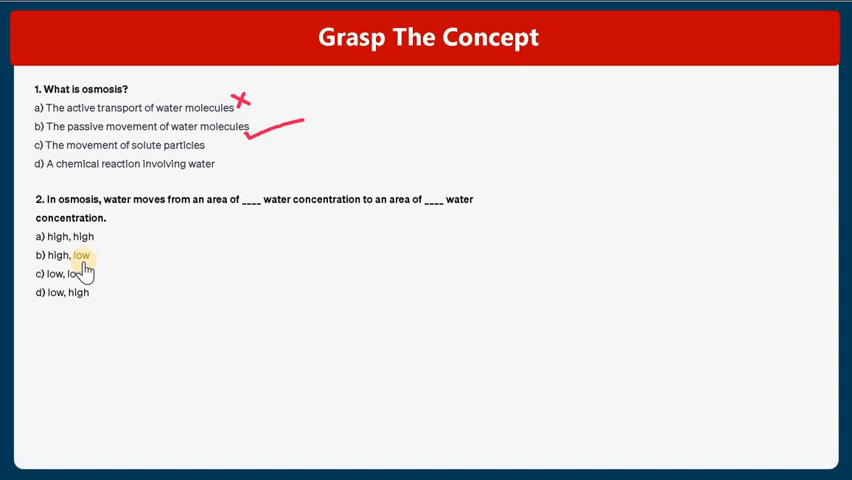 Grasp The Concept
1. What is osmosis?
a) The active transport of water molecules
b) The passive movement of water molecules
c) The movement of solute particles
d) A chemical reaction involving water
2. In osmosis, water moves from an area of ____ water concentration to an area of ____ water
concentration.
a) high, high
b) high, low
c) low,
d) low, high